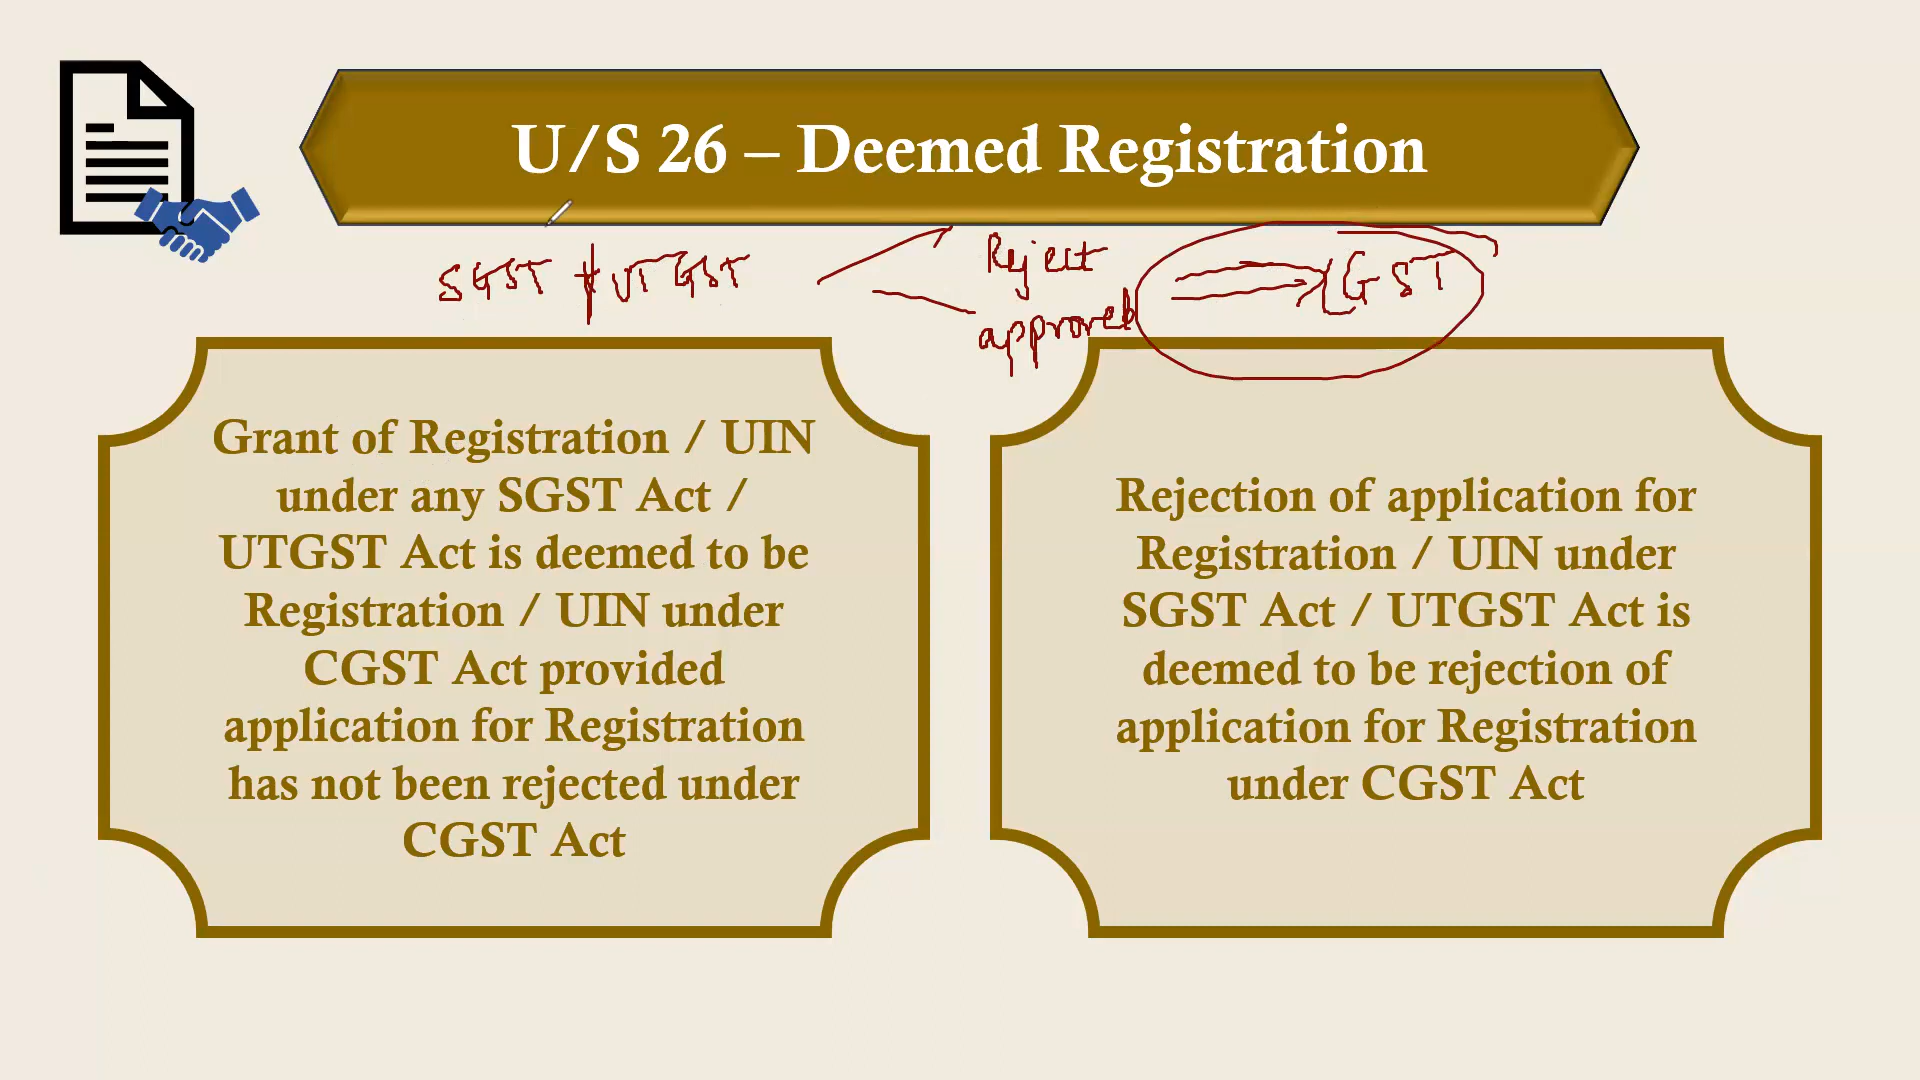 U/S 26 – Deemed Registration
SGST / UTGST
Reject
approved
CGST
Grant of Registration / UIN
under any SGST Act /
UTGST Act is deemed to be
Registration / UIN under
CGST Act provided
application for Registration
has not been rejected under
CGST Act
Rejection of application for
Registration / UIN under
SGST Act / UTGST Act is
deemed to be rejection of
application for Registration
under CGST Act